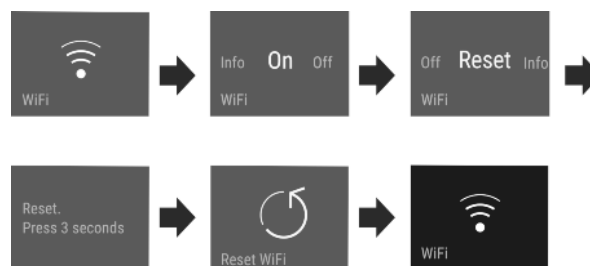 WiFi
Info On Off
WiFi
Off Reset Info
WiFi
Reset.
Press 3 seconds
Reset WiFi
WiFi